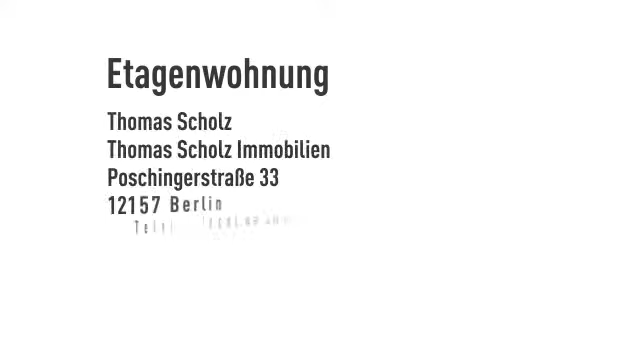 Etagenwohnung
Thomas Scholz
Thomas Scholz Immobilien
Poschingerstraße 33
12157 Berlin